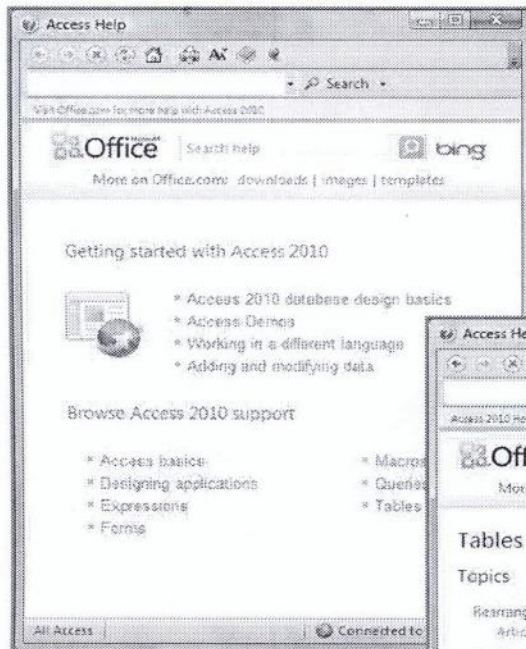 Access Help
Search
Visit Office.com for more help with Access 2010
Office Search help bing
More on Office.com: downloads | images | templates
Getting started with Access 2010
Access 2010 database design basics
Access Demos
Working in a different language
Adding and modifying data
Browse Access 2010 support
Access basics
Designing applications
Expressions
Forms
Macros
Queries
Tables
All Access Connected to
Access He
Access 2010 He
Off
Mor
Tables
Topics
Rearrang
Artic